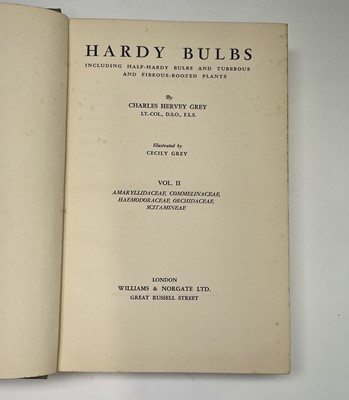 HARDY BULBS
INCLUDING HALF-HARDY BULBS AND TUBEROUS
AND FIBROUS-ROOTED PLANTS
By
CHARLES HERVEY GREY
LT.-COL., D.S.O., F.L.S.
Illustrated by
CECILY GREY
VOL. II
AMARYLLIDACEAE, COMMELINACEAE,
HAEMODORACEAE, ORCHIDACEAE,
SCITAMINEAE
LONDON
WILLIAMS & NORGATE LTD.
GREAT RUSSELL STREET